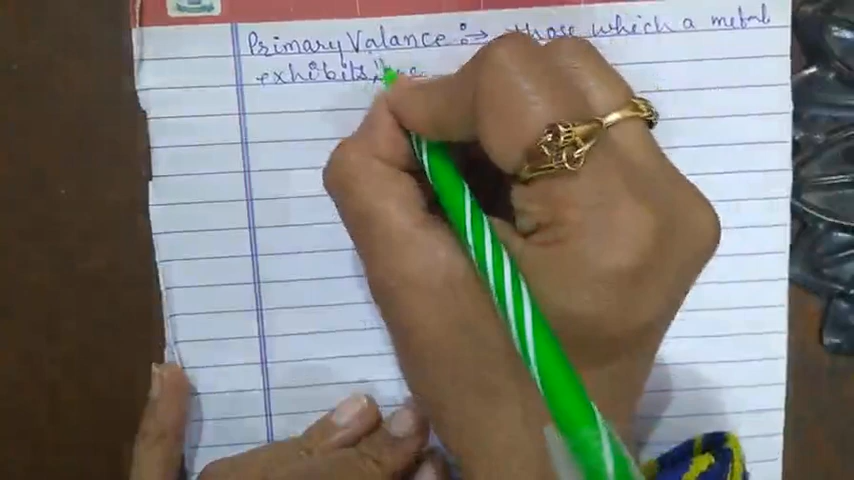 Primary Valance :→ those which a metal
exhibits